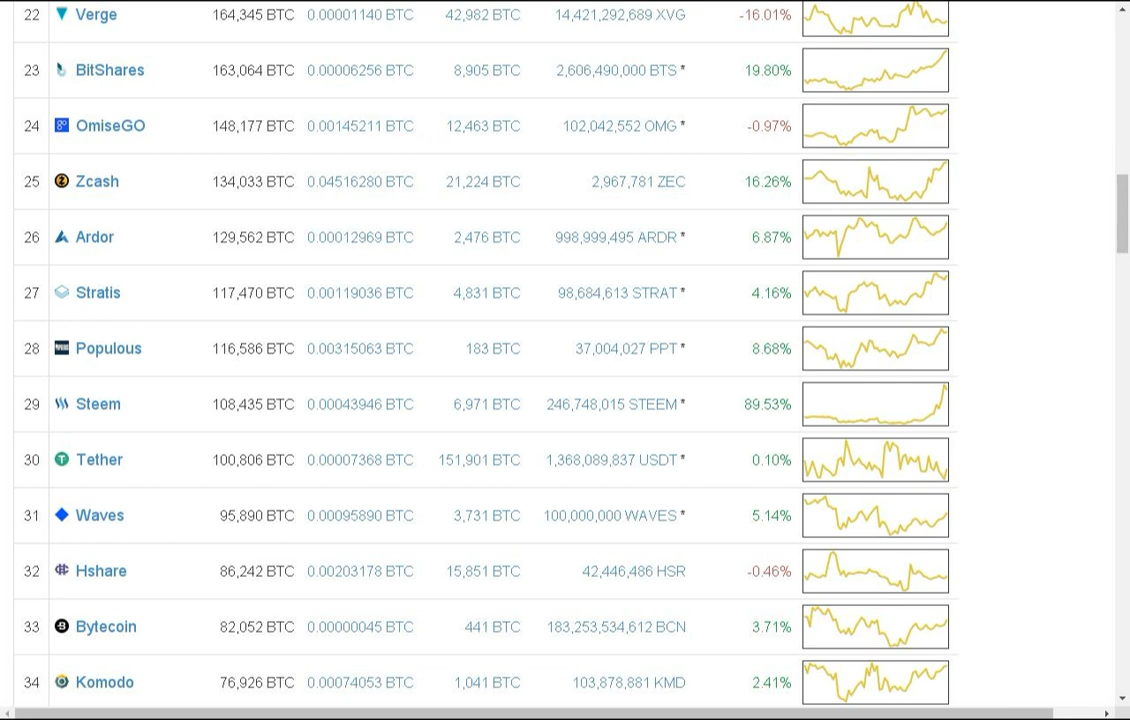 22 Verge 164,345 BTC 0.00001140 BTC 42,982 BTC 14,421,292,689 XVG -16.01%
23 BitShares 163,064 BTC 0.00006256 BTC 8,905 BTC 2,606,490,000 BTS * 19.80%
24 OmiseGO 148,177 BTC 0.00145211 BTC 12,463 BTC 102,042,552 OMG * -0.97%
25 Zcash 134,033 BTC 0.04516280 BTC 21,224 BTC 2,967,781 ZEC 16.26%
26 Ardor 129,562 BTC 0.00012969 BTC 2,476 BTC 998,999,495 ARDR * 6.87%
27 Stratis 117,470 BTC 0.00119036 BTC 4,831 BTC 98,684,613 STRAT * 4.16%
28 Populous 116,586 BTC 0.00315063 BTC 183 BTC 37,004,027 PPT * 8.68%
29 Steem 108,435 BTC 0.00043946 BTC 6,971 BTC 246,748,015 STEEM * 89.53%
30 Tether 100,806 BTC 0.00007368 BTC 151,901 BTC 1,368,089,837 USDT * 0.10%
31 Waves 95,890 BTC 0.00095890 BTC 3,731 BTC 100,000,000 WAVES * 5.14%
32 Hshare 86,242 BTC 0.00203178 BTC 15,851 BTC 42,446,486 HSR -0.46%
33 Bytecoin 82,052 BTC 0.00000045 BTC 441 BTC 183,253,534,612 BCN 3.71%
34 Komodo 76,926 BTC 0.00074053 BTC 1,041 BTC 103,878,881 KMD 2.41%